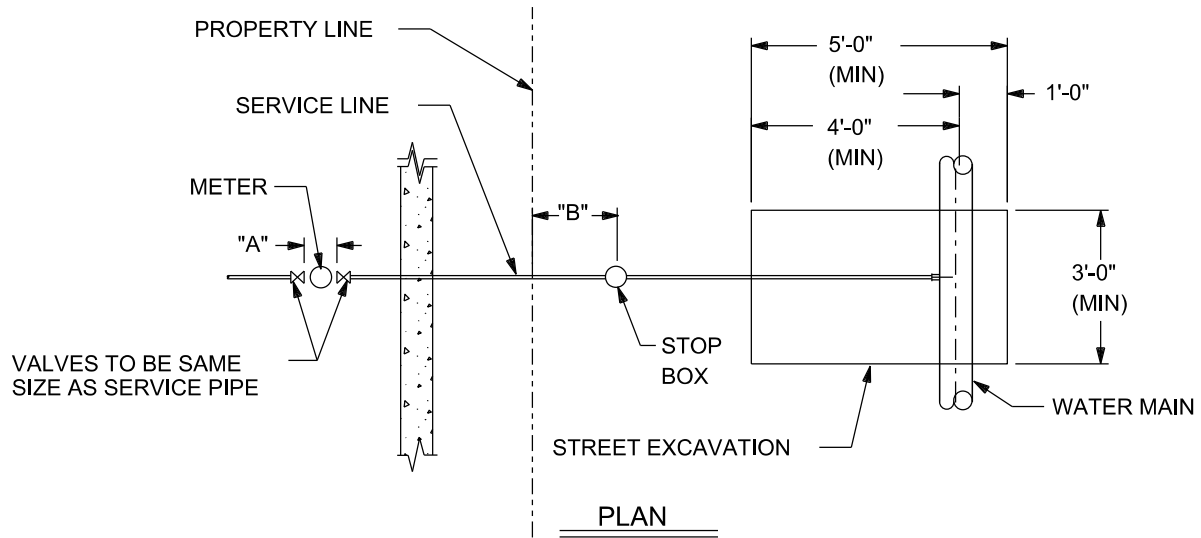 PROPERTY LINE
5'-0"
(MIN)
1'-0"
SERVICE LINE
4'-0"
(MIN)
METER
"A"
"B"
3'-0"
(MIN)
VALVES TO BE SAME
SIZE AS SERVICE PIPE
STOP
BOX
WATER MAIN
STREET EXCAVATION
PLAN